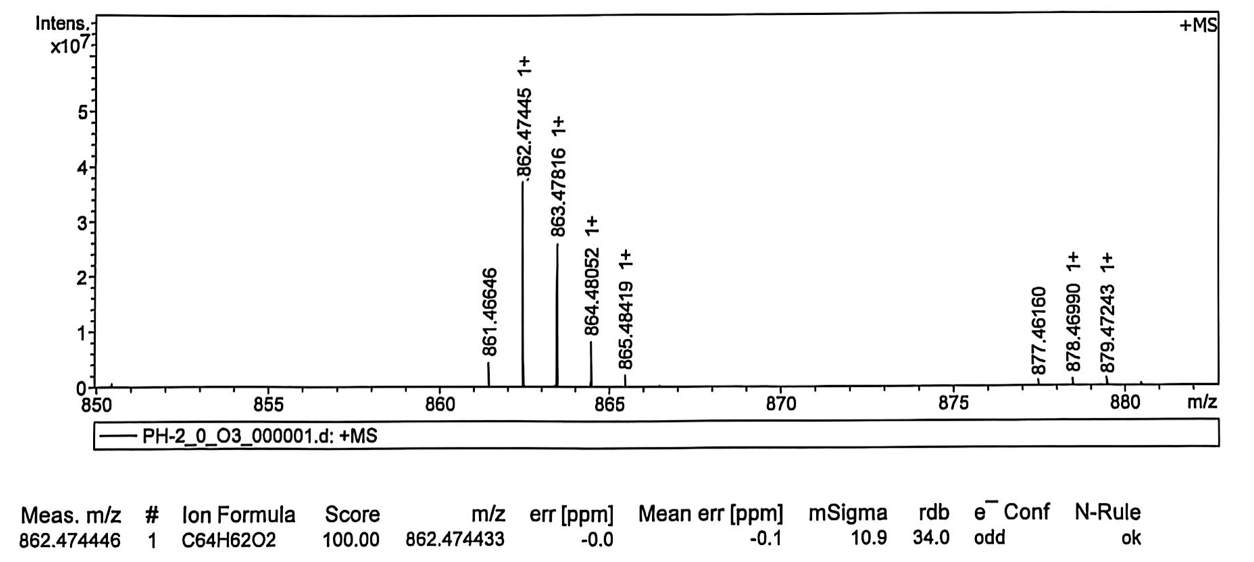 Intens.
x10⁷
+MS
5
4
3
2
1
0
861.46646
862.47445 1+
863.47816 1+
864.48052 1+
865.48419 1+
877.46160
878.46990 1+
879.47243 1+
850 855 860 865 870 875 880 m/z
PH-2_0_O3_000001.d: +MS
Meas. m/z # Ion Formula Score m/z err [ppm] Mean err [ppm] mSigma rdb e⁻ Conf N-Rule
862.474446 1 C64H62O2 100.00 862.474433 -0.0 -0.1 10.9 34.0 odd ok